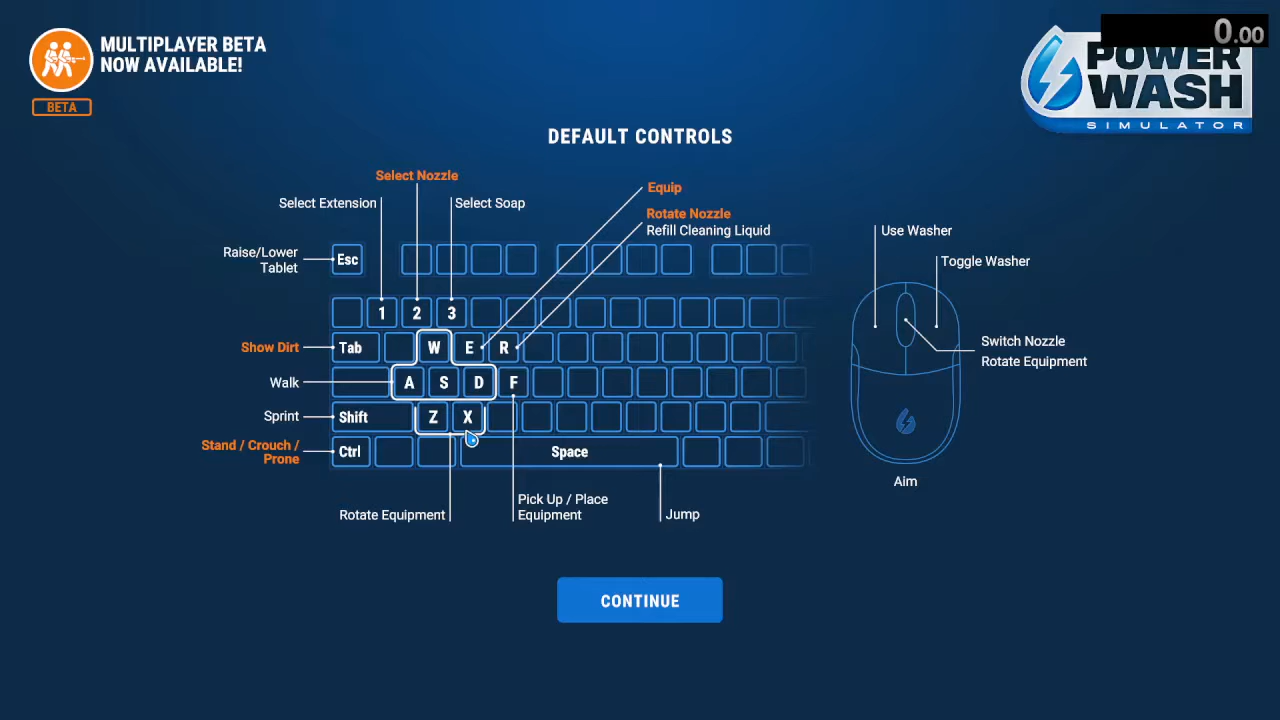 MULTIPLAYER BETA
NOW AVAILABLE!
BETA
0.00
POWER
WASH
SIMULATOR
DEFAULT CONTROLS
Select Nozzle
Select Extension
Select Soap
Equip
Rotate Nozzle
Refill Cleaning Liquid
Raise/Lower
Tablet
Esc
1 2 3
Show Dirt
Tab W E R
Walk
A S D F
Sprint
Shift Z X
Stand / Crouch /
Prone
Ctrl Space
Rotate Equipment
Pick Up / Place
Equipment
Jump
Use Washer
Toggle Washer
Switch Nozzle
Rotate Equipment
Aim
CONTINUE